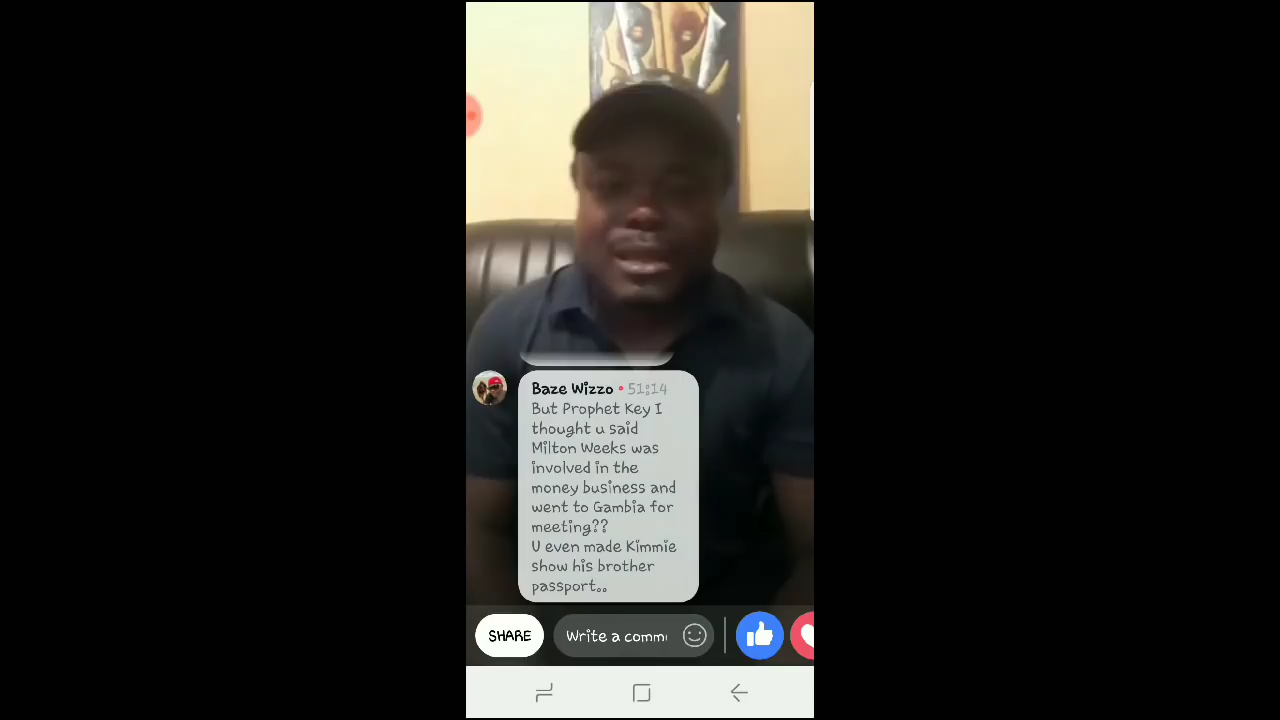 Baze Wizzo • 51:14
But Prophet Key I
thought u said
Milton Weeks was
involved in the
money business and
went to Gambia for
meeting??
U even made Kimmie
show his brother
passport..
SHARE
Write a comm